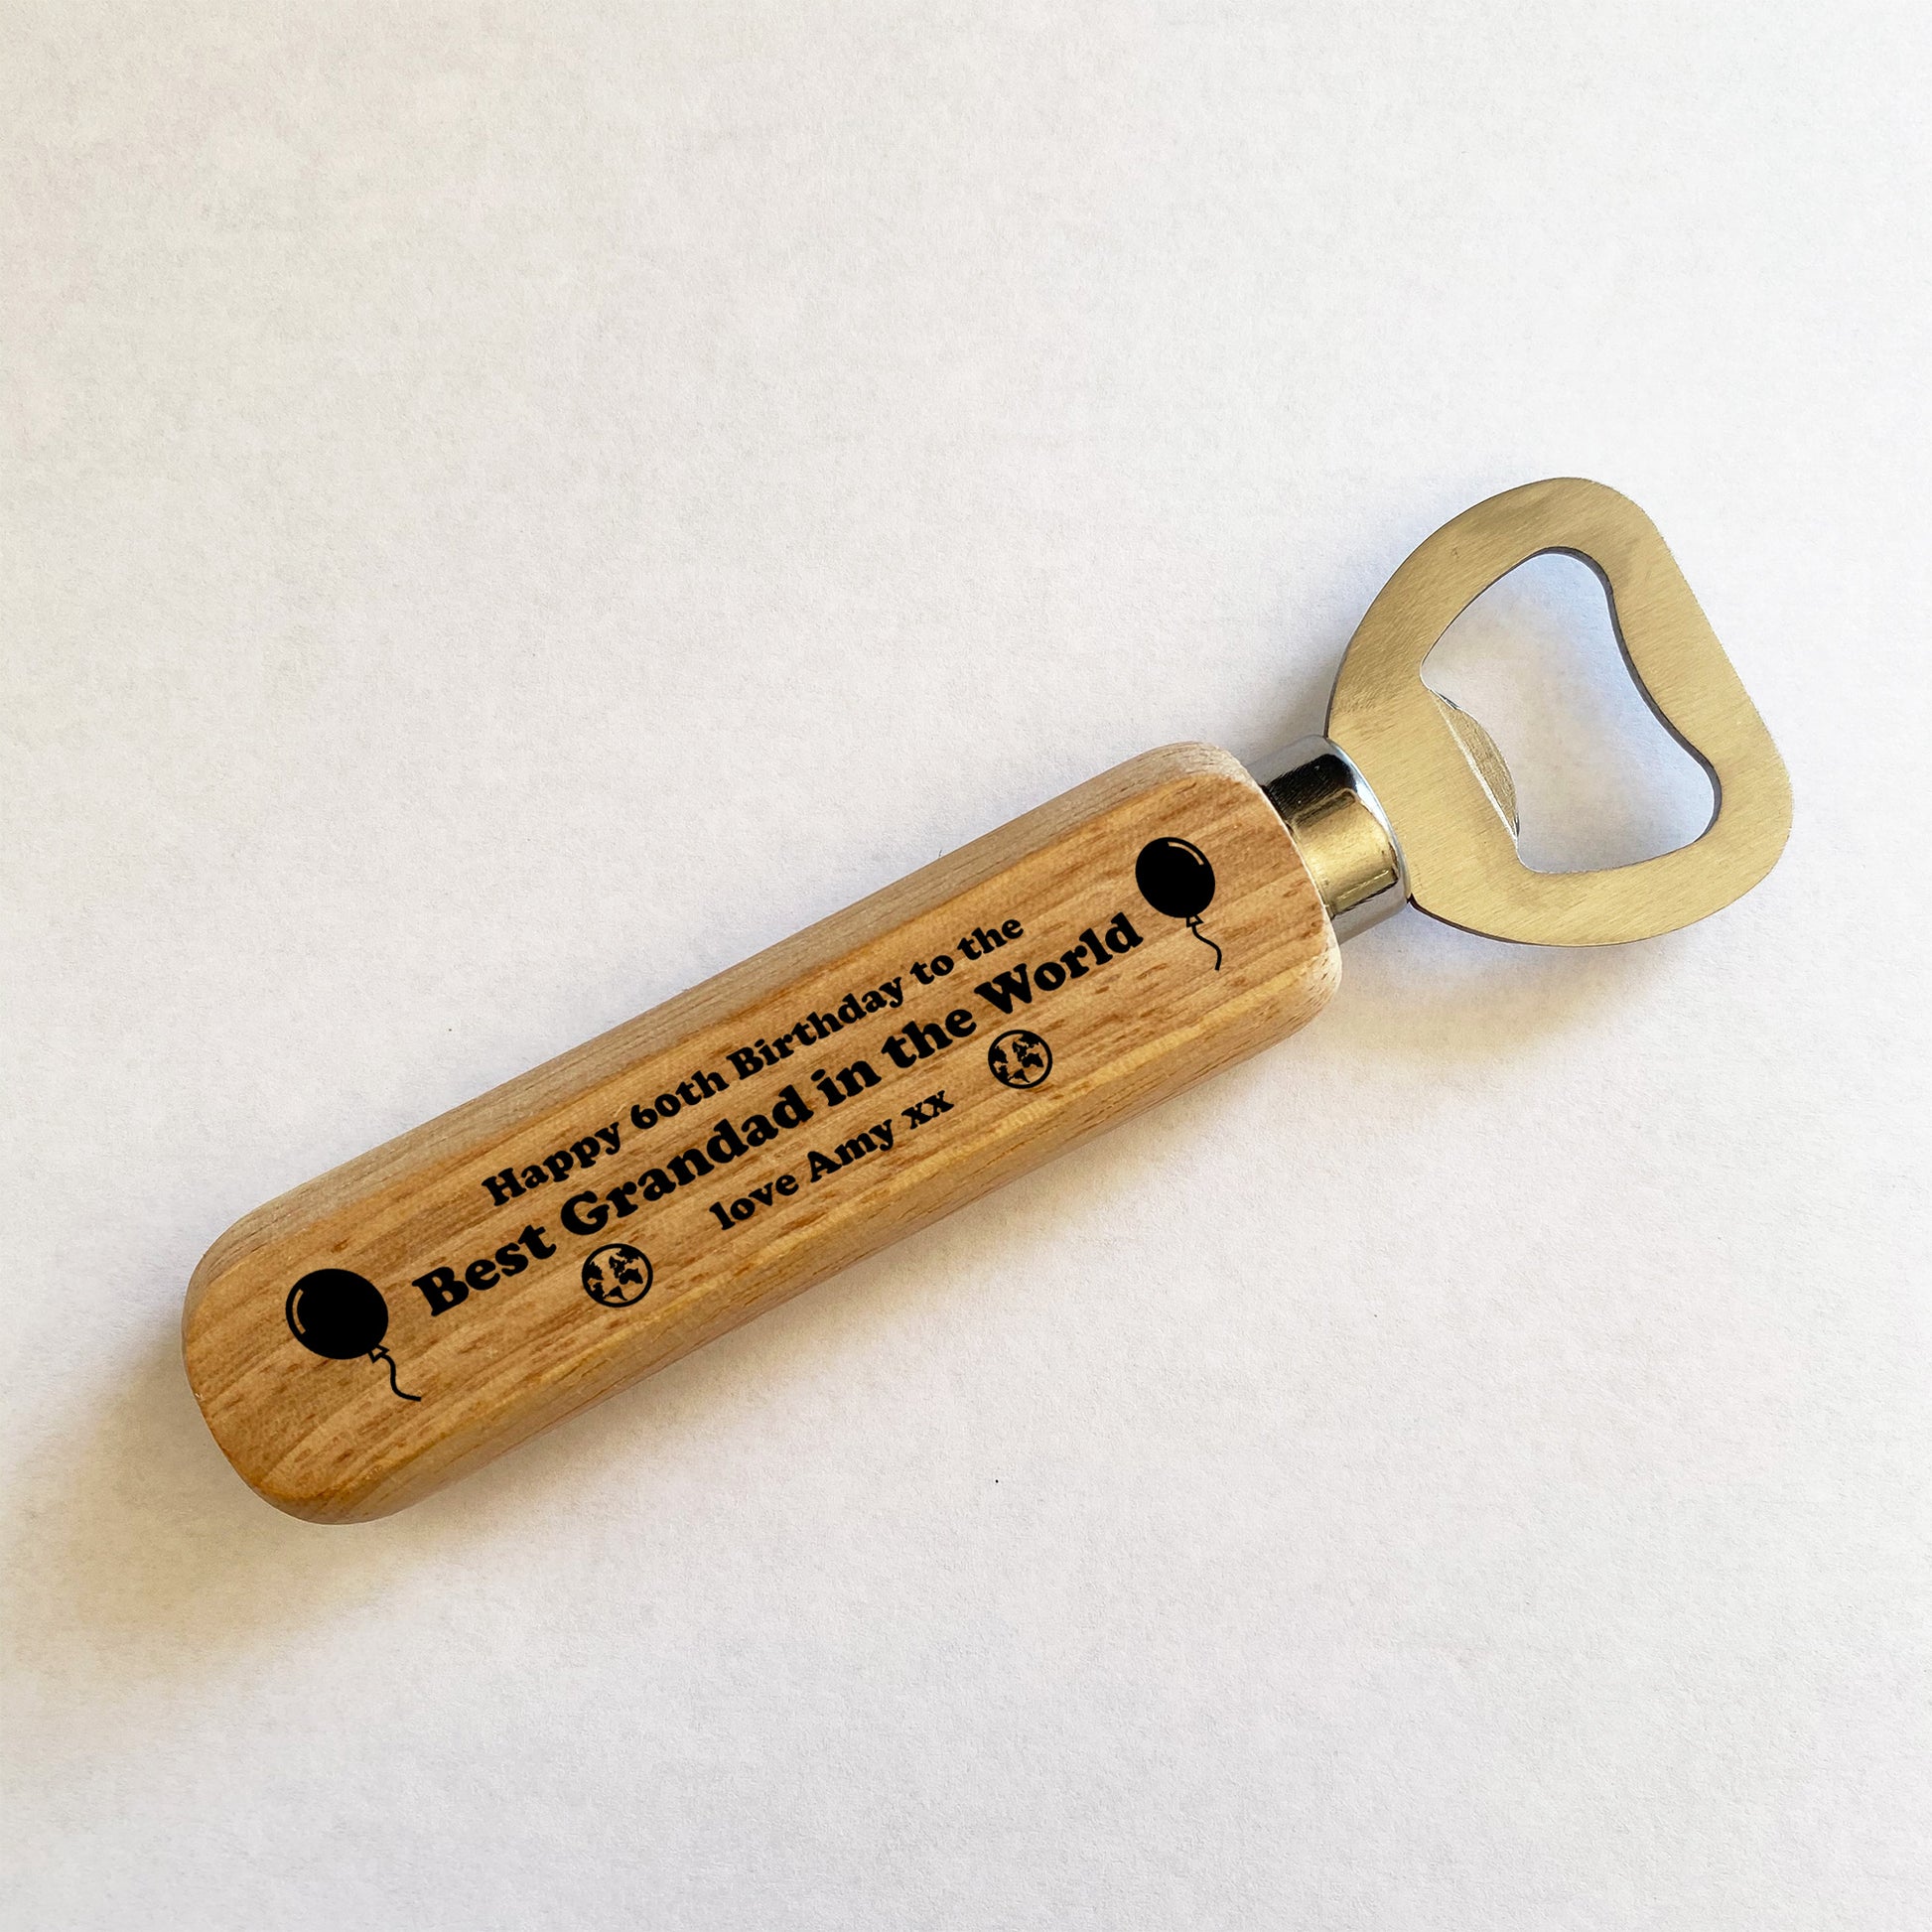 Happy 60th Birthday to the
Best Grandad in the World
love Amy xx